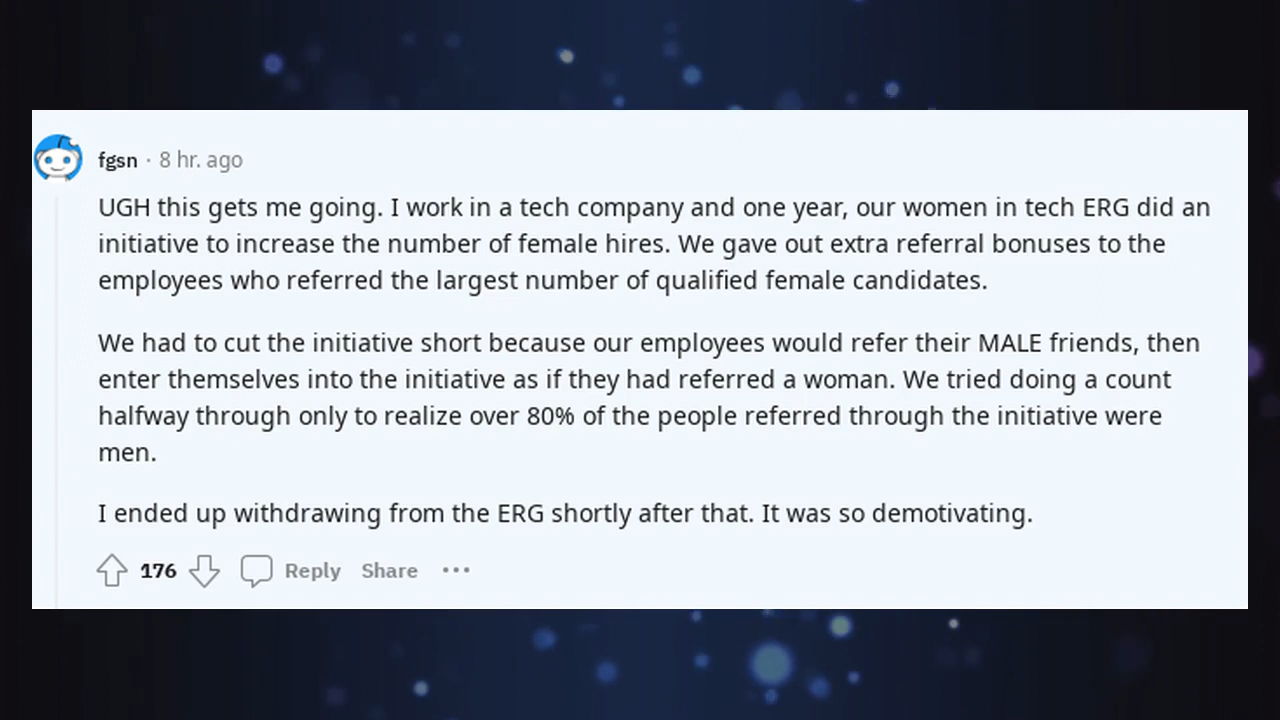 fgsn · 8 hr. ago
UGH this gets me going. I work in a tech company and one year, our women in tech ERG did an
initiative to increase the number of female hires. We gave out extra referral bonuses to the
employees who referred the largest number of qualified female candidates.
We had to cut the initiative short because our employees would refer their MALE friends, then
enter themselves into the initiative as if they had referred a woman. We tried doing a count
halfway through only to realize over 80% of the people referred through the initiative were
men.
I ended up withdrawing from the ERG shortly after that. It was so demotivating.
176 Reply Share ···